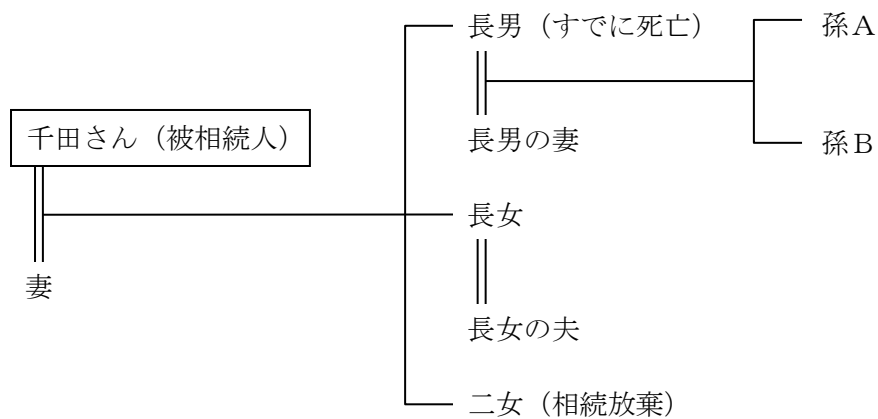 長男（すでに死亡）
孫Ａ
千田さん（被相続人）
長男の妻
孫Ｂ
長女
妻
長女の夫
二女（相続放棄）